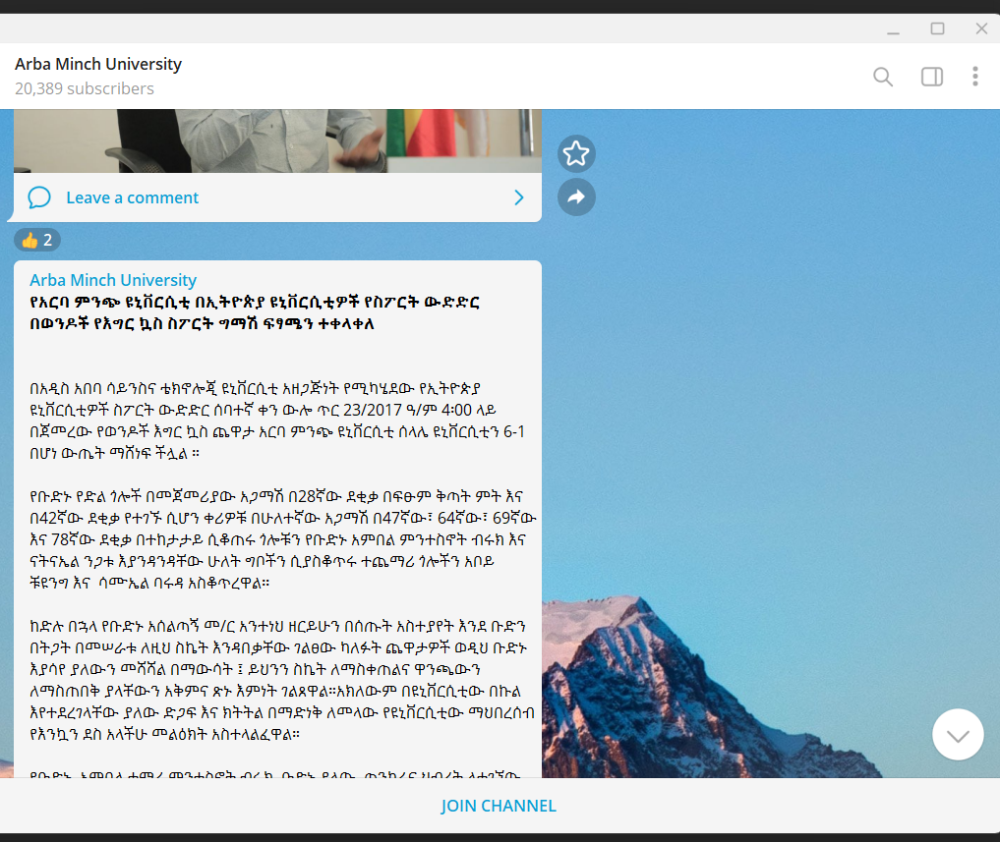 Arba Minch University
20,389 subscribers
Leave a comment
2
Arba Minch University
የአርባ ምንጭ ዩኒቨርሲቲ በኢትዮጵያ ዩኒቨርሲቲዎች የስፖርት ውድድር
በወንዶች የእግር ኳስ ስፖርት ግማሽ ፍፃሜን ተቀላቀለ
በአዲስ አበባ ሳይንስና ቴክኖሎጂ ዩኒቨርሲቲ አዘጋጅነት የሚካሄደው የኢትዮጵያ
ዩኒቨርሲቲዎች ስፖርት ውድድር ሰባተኛ ቀን ውሎ ጥር 23/2017 ዓ/ም 4፡00 ላይ
በጀመረው የወንዶች እግር ኳስ ጨዋታ አርባ ምንጭ ዩኒቨርሲቲ ሰላሌ ዩኒቨርሲቲን 6-1
በሆነ ውጤት ማሸነፍ ችሏል ።
የቡድኑ የድል ጎሎች በመጀመሪያው አጋማሽ በ28ኛው ደቂቃ በፍፁም ቅጣት ምት እና
በ42ኛው ደቂቃ የተገኙ ሲሆን ቀሪዎቹ በሁለተኛው አጋማሽ በ47ኛው፣ 64ኛው፣ 69ኛው
እና 78ኛው ደቂቃ በተከታታይ ሲቆጠሩ ጎሎቹን የቡድኑ አምበል ምንተስኖት ብሩክ እና
ናትናኤል ንጋቱ እያንዳንዳቸው ሁለት ግቦችን ሲያስቆጥሩ ተጨማሪ ጎሎችን አቦይ
ቹዩንግ እና ሳሙኤል ባሩዳ አስቆጥረዋል።
ከድሉ በኋላ የቡድኑ አሰልጣኝ መ/ር አንተነህ ዘርይሁን በሰጡት አስተያየት እንደ ቡድን
በትጋት በመሠራቱ ለዚህ ስኬት እንዳበቃቸው ገልፀው ካለፉት ጨዋታዎች ወዲህ ቡድኑ
እያሳየ ያለውን መሻሻል በማውሳት ፤ ይህንን ስኬት ለማስቀጠልና ዋንጫውን
ለማስጠበቅ ያላቸውን አቅምና ጽኑ እምነት ገልጸዋል።አክለውም በዩኒቨርሲቲው በኩል
እየተደረገላቸው ያለው ድጋፍ እና ክትትል በማድነቅ ለመላው የዩኒቨርሲቲው ማህበረሰብ
የእንኳን ደስ አላችሁ መልዕክት አስተላልፈዋል።
JOIN CHANNEL